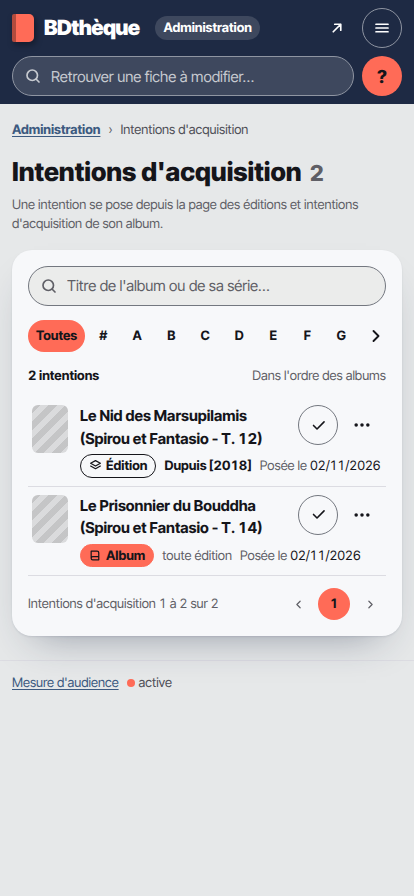 BDthèque Administration
Retrouver une fiche à modifier... ?
Administration › Intentions d'acquisition
Intentions d'acquisition 2
Une intention se pose depuis la page des éditions et intentions
d'acquisition de son album.
Titre de l'album ou de sa série...
Toutes # A B C D E F G
2 intentions Dans l'ordre des albums
Le Nid des Marsupilamis
(Spirou et Fantasio - T. 12)
Édition Depuis [2018] Posée le 02/11/2026
Le Prisonnier du Bouddha
(Spirou et Fantasio - T. 14)
Album toute édition Posée le 02/11/2026
Intentions d'acquisition 1 à 2 sur 2 ‹ 1 ›
Mesure d'audience active